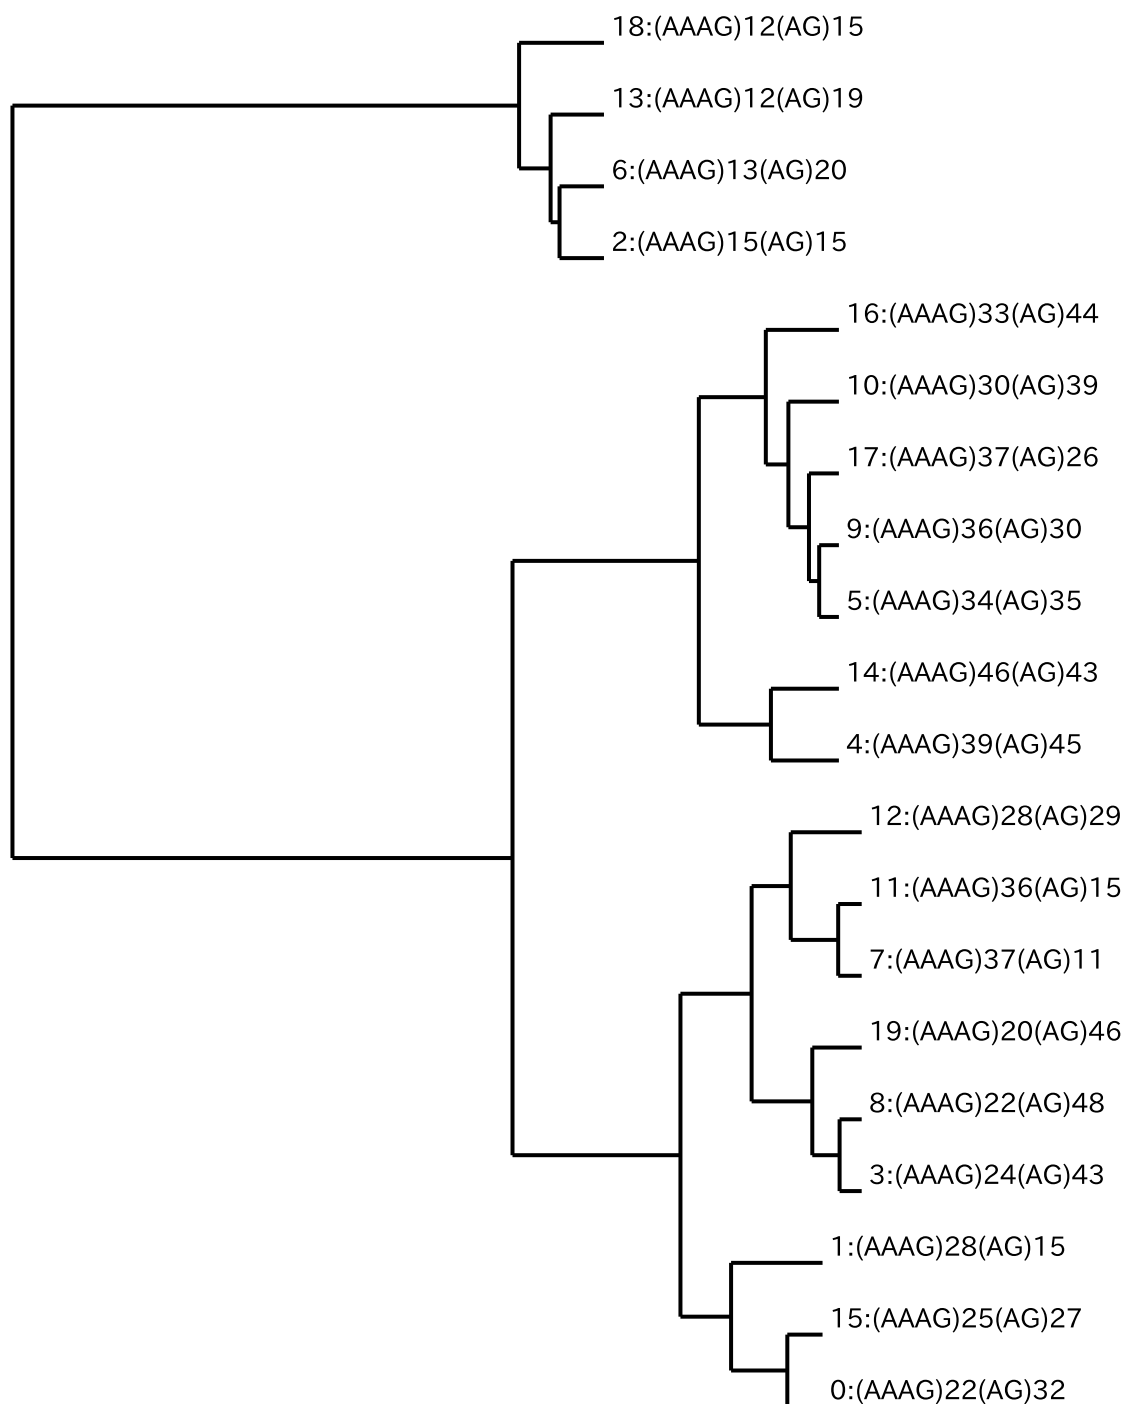 18:(AAAG)12(AG)15
13:(AAAG)12(AG)19
6:(AAAG)13(AG)20
2:(AAAG)15(AG)15
16:(AAAG)33(AG)44
10:(AAAG)30(AG)39
17:(AAAG)37(AG)26
9:(AAAG)36(AG)30
5:(AAAG)34(AG)35
14:(AAAG)46(AG)43
4:(AAAG)39(AG)45
12:(AAAG)28(AG)29
11:(AAAG)36(AG)15
7:(AAAG)37(AG)11
19:(AAAG)20(AG)46
8:(AAAG)22(AG)48
3:(AAAG)24(AG)43
1:(AAAG)28(AG)15
15:(AAAG)25(AG)27
0:(AAAG)22(AG)32